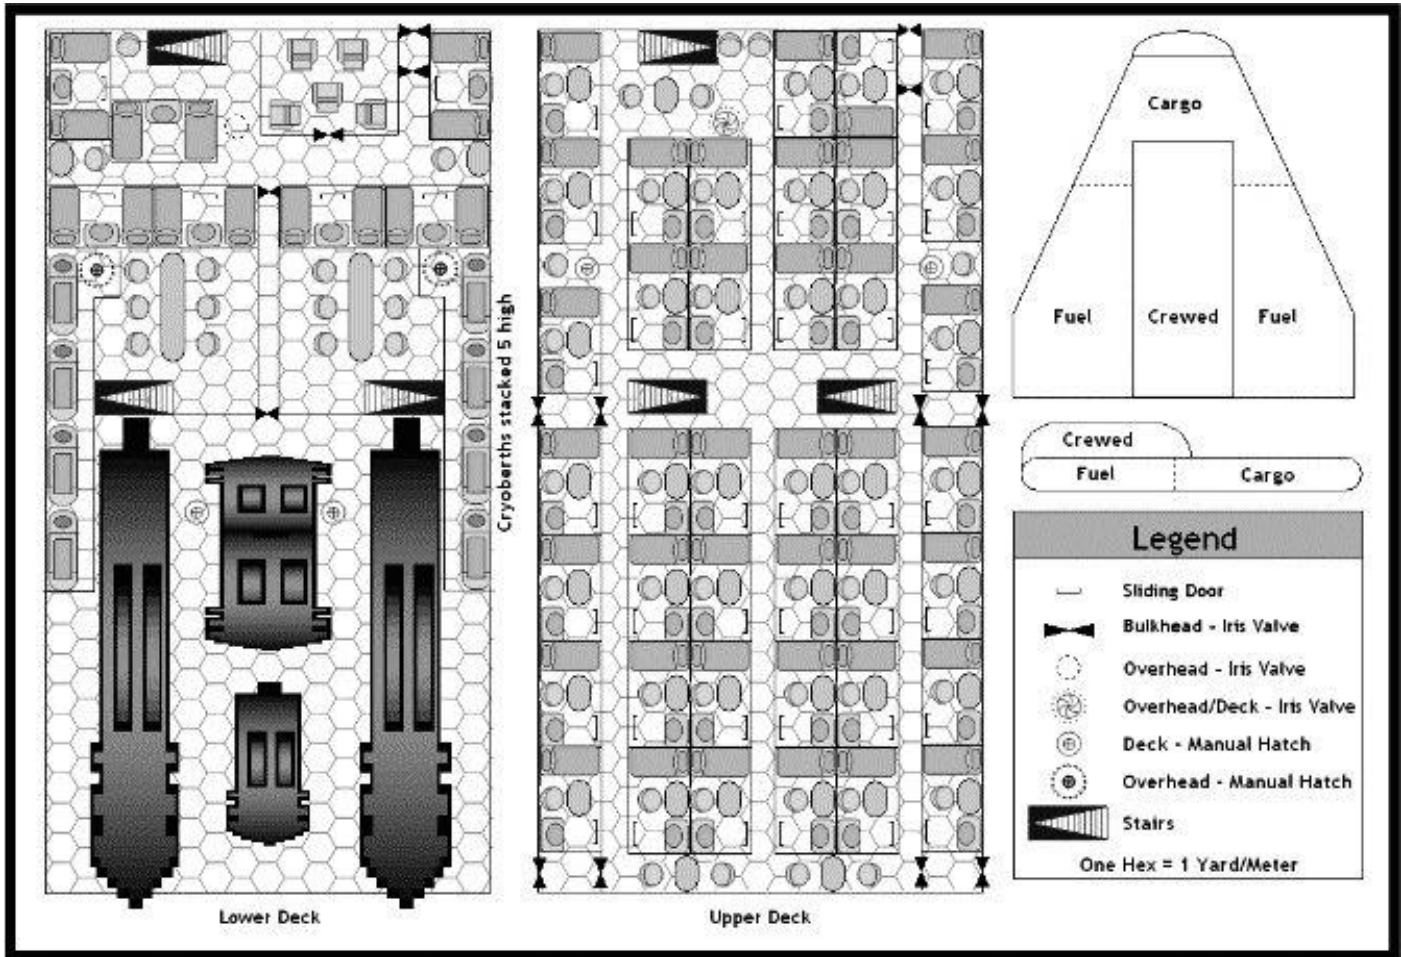 Cryoberths stacked 5 high
Lower Deck
Upper Deck
Cargo
Fuel
Crewed
Fuel
Crewed
Fuel
Cargo
Legend
Sliding Door
Bulkhead - Iris Valve
Overhead - Iris Valve
Overhead/Deck - Iris Valve
Deck - Manual Hatch
Overhead - Manual Hatch
Stairs
One Hex = 1 Yard/Meter